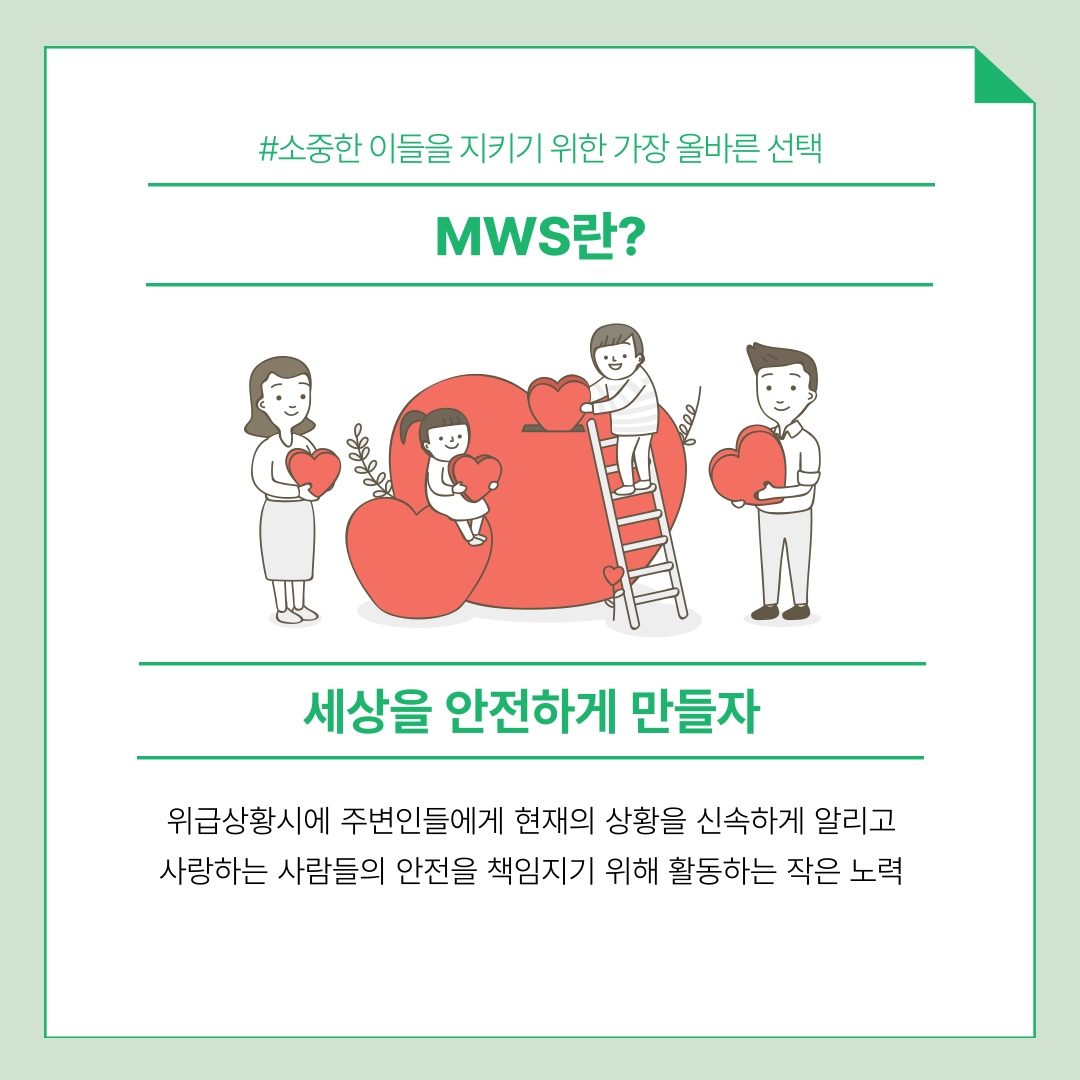 #소중한 이들을 지키기 위한 가장 올바른 선택
MWS란?
세상을 안전하게 만들자
위급상황시에 주변인들에게 현재의 상황을 신속하게 알리고
사랑하는 사람들의 안전을 책임지기 위해 활동하는 작은 노력